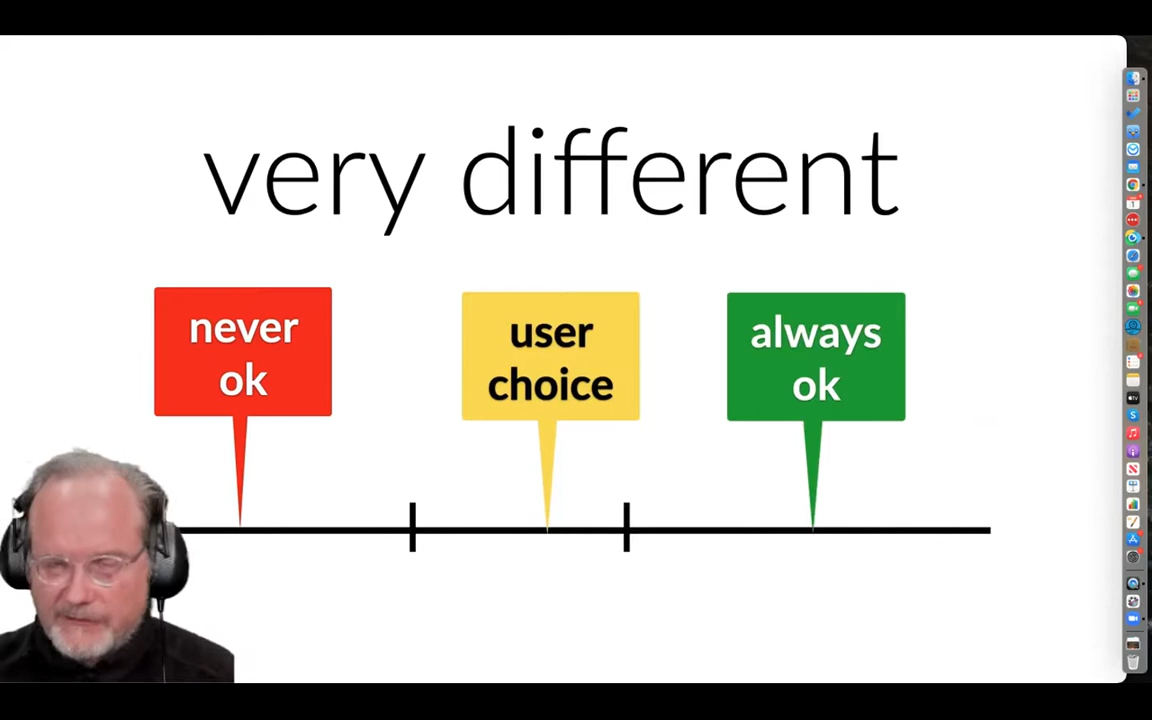 very different
never
ok
user
choice
always
ok